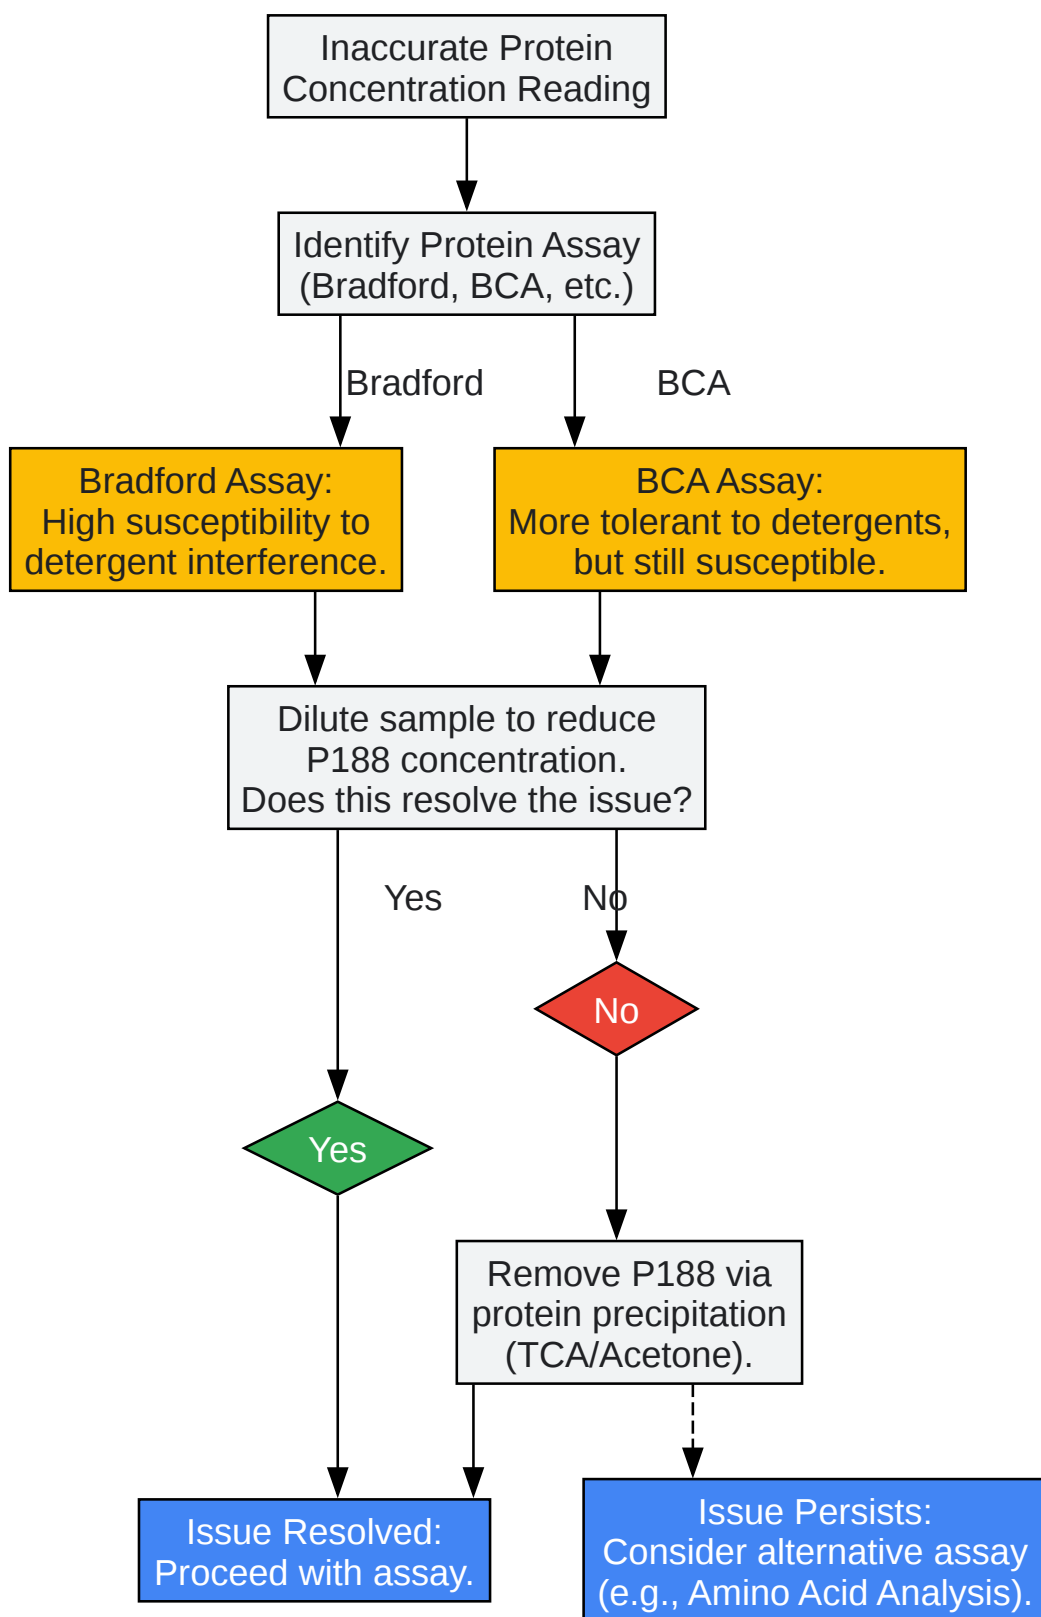 Inaccurate Protein
Concentration Reading
Identify Protein Assay
(Bradford, BCA, etc.)
Bradford
BCA
Bradford Assay:
High susceptibility to
detergent interference.
BCA Assay:
More tolerant to detergents,
but still susceptible.
Dilute sample to reduce
P188 concentration.
Does this resolve the issue?
Yes
No
No
Yes
Remove P188 via
protein precipitation
(TCA/Acetone).
Issue Resolved:
Proceed with assay.
Issue Persists:
Consider alternative assay
(e.g., Amino Acid Analysis).